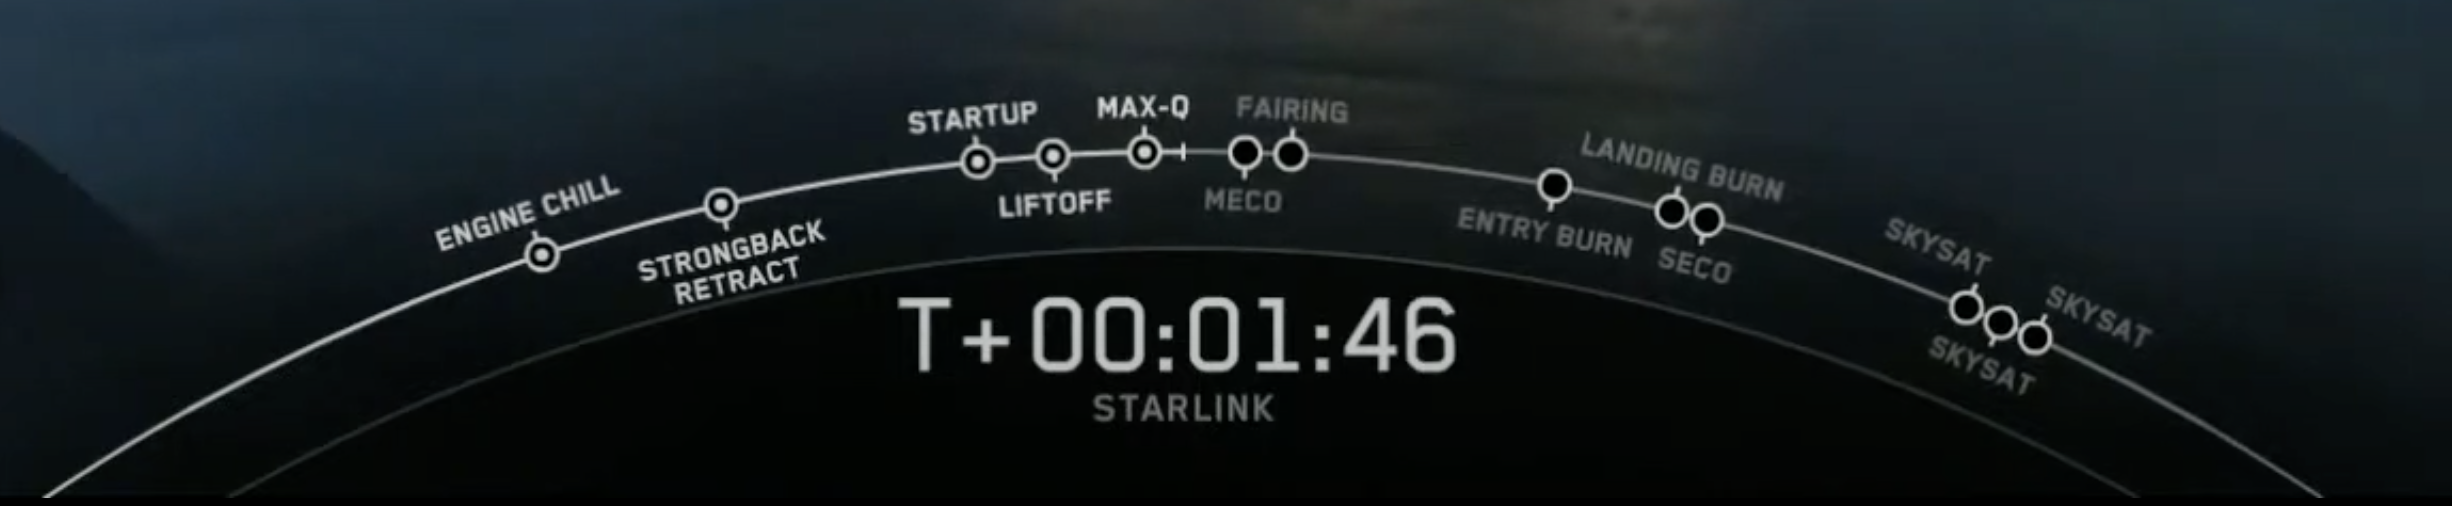 ENGINE CHILL
STRONGBACK
RETRACT
STARTUP
LIFTOFF
MAX-Q
MECO
FAIRING
ENTRY BURN
LANDING BURN
SECO
SKYSAT
SKYSAT
SKYSAT
T+00:01:46
STARLINK